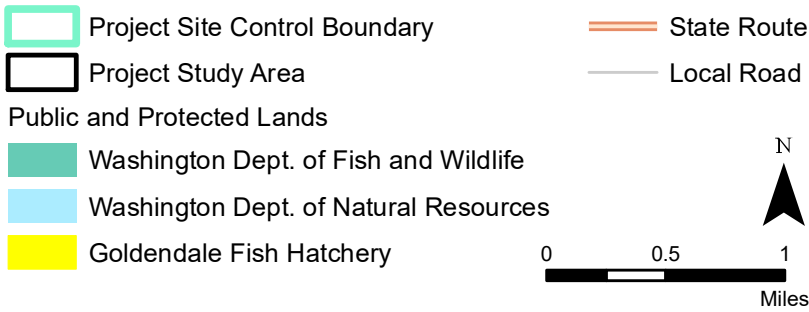 Project Site Control Boundary
Project Study Area
Public and Protected Lands
Washington Dept. of Fish and Wildlife
Washington Dept. of Natural Resources
Goldendale Fish Hatchery
State Route
Local Road
N
0 0.5 1
Miles